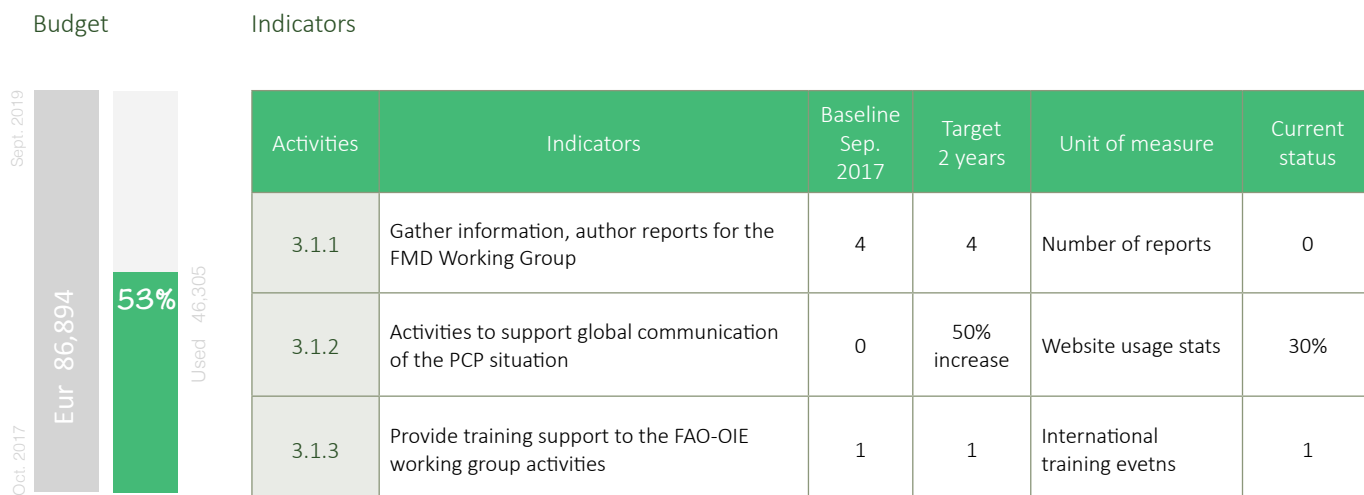 Budget
Indicators
Sept. 2019
Oct. 2017
Eur 86,894
53%
Used 46,305
Activities
Indicators
Baseline
Sep.
2017
Target
2 years
Unit of measure
Current
status
3.1.1
Gather information, author reports for the
FMD Working Group
4
4
Number of reports
0
3.1.2
Activities to support global communication
of the PCP situation
0
50%
increase
Website usage stats
30%
3.1.3
Provide training support to the FAO-OIE
working group activities
1
1
International
training evetns
1